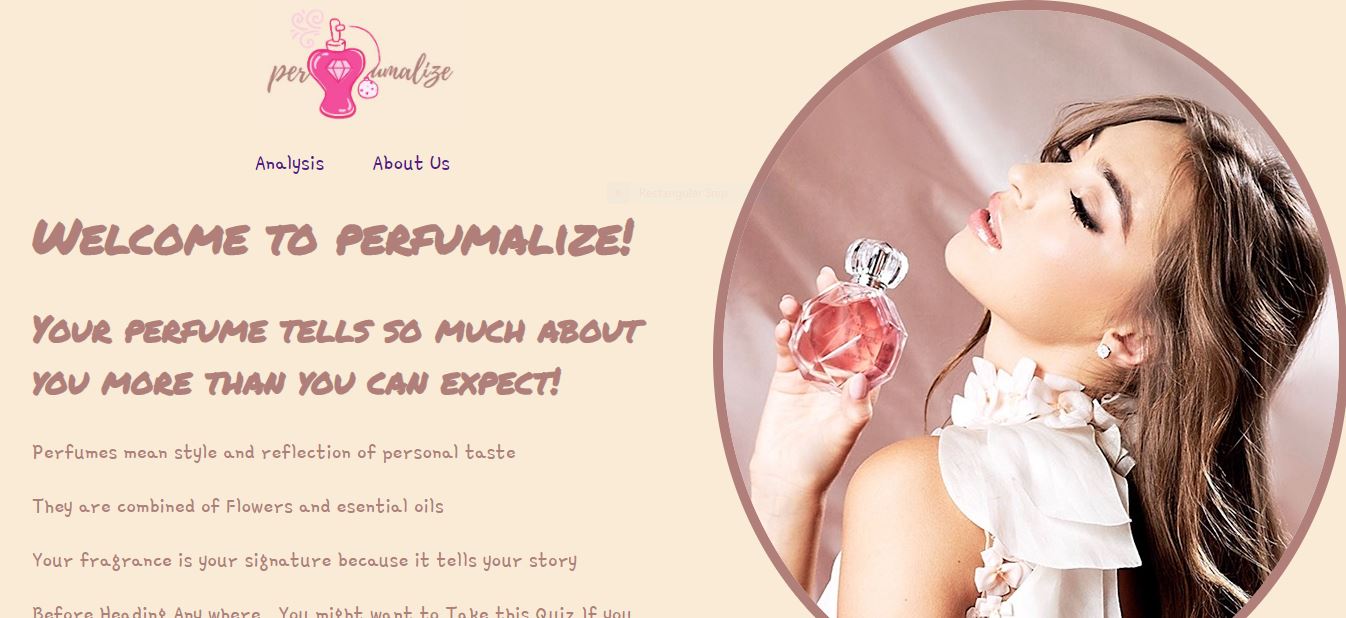 perfumalize
Analysis About Us
Rectangular Snip
Welcome to perfumalize!
Your perfume tells so much about
you more than you can expect!
Perfumes mean style and reflection of personal taste
They are combined of Flowers and esential oils
Your fragrance is your signature because it tells your story
Before Heading Any where , You might want to Take this Quiz If you